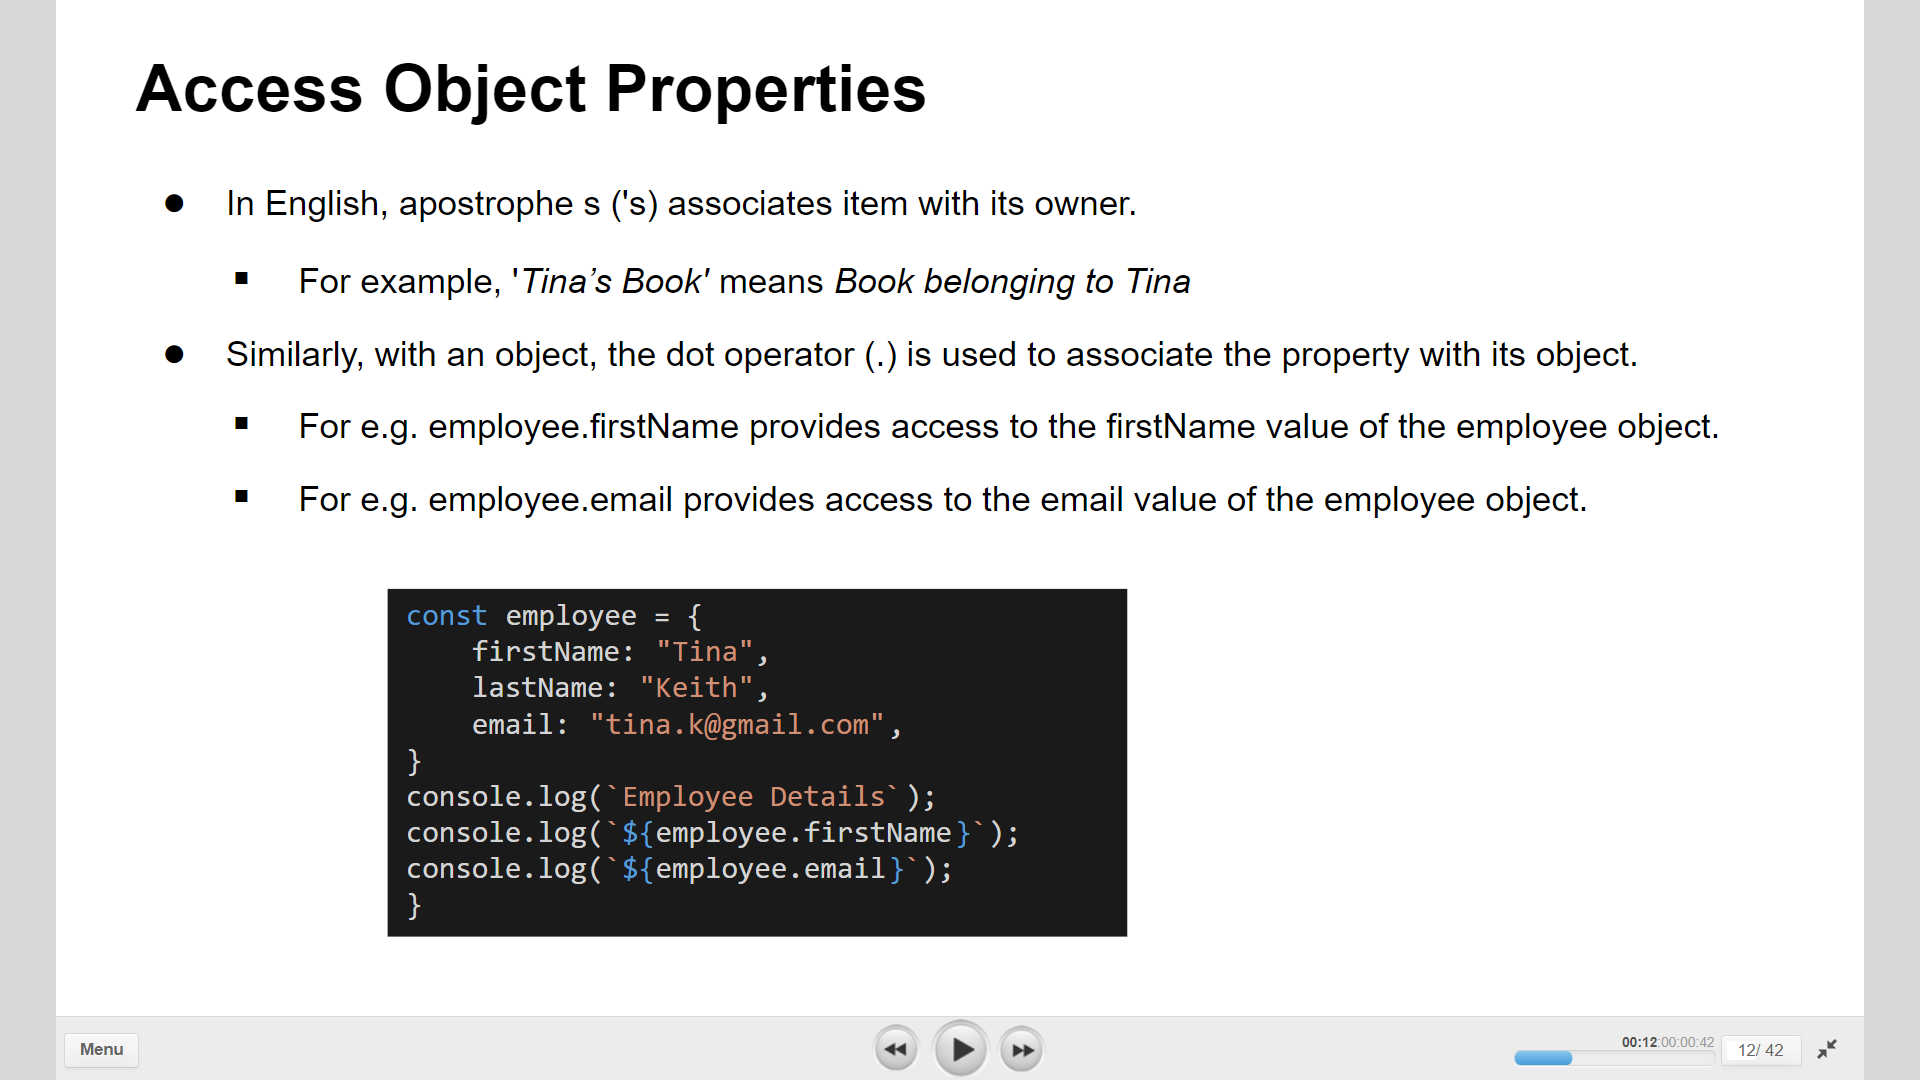 Access Object Properties
● In English, apostrophe s ('s) associates item with its owner.
▪ For example, 'Tina’s Book' means Book belonging to Tina
● Similarly, with an object, the dot operator (.) is used to associate the property with its object.
▪ For e.g. employee.firstName provides access to the firstName value of the employee object.
▪ For e.g. employee.email provides access to the email value of the employee object.
const employee = {
    firstName: "Tina",
    lastName: "Keith",
    email: "tina.k@gmail.com",
}
console.log(`Employee Details`);
console.log(`${employee.firstName}`);
console.log(`${employee.email}`);
}
Menu
00:12:00:00:42
12/ 42